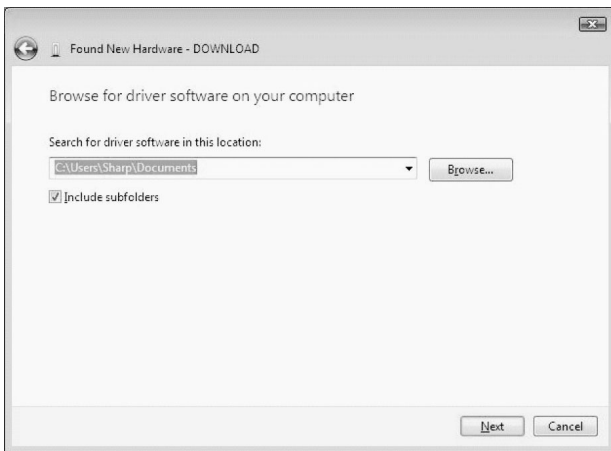 Found New Hardware - DOWNLOAD
Browse for driver software on your computer
Search for driver software in this location:
C:\Users\Sharp\Documents
Browse...
Include subfolders
Next
Cancel